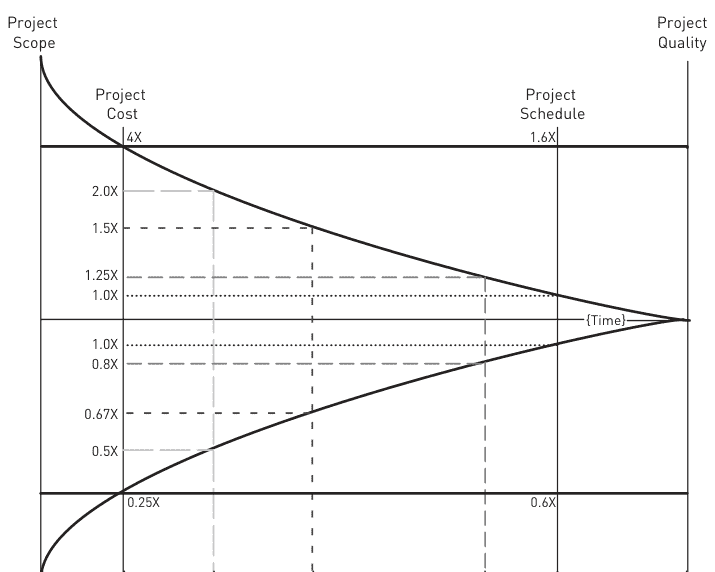 Project
Scope
Project
Quality
Project
Cost
Project
Schedule
4X
1.6X
2.0X
1.5X
1.25X
1.0X
{Time}
1.0X
0.8X
0.67X
0.5X
0.25X
0.6X